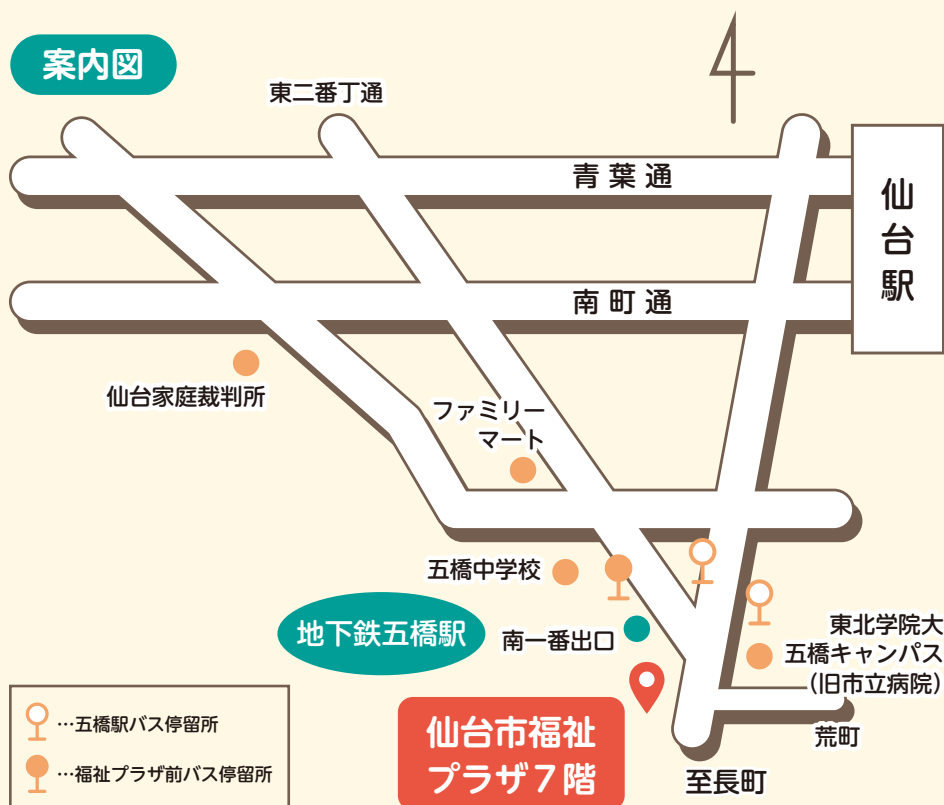 案内図
東二番丁通
青葉通
仙台駅
南町通
仙台家庭裁判所
ファミリー
マート
五橋中学校
地下鉄五橋駅
南一番出口
東北学院大
五橋キャンパス
(旧市立病院)
仙台市福祉
プラザ7階
荒町
至長町
…五橋駅バス停留所
…福祉プラザ前バス停留所